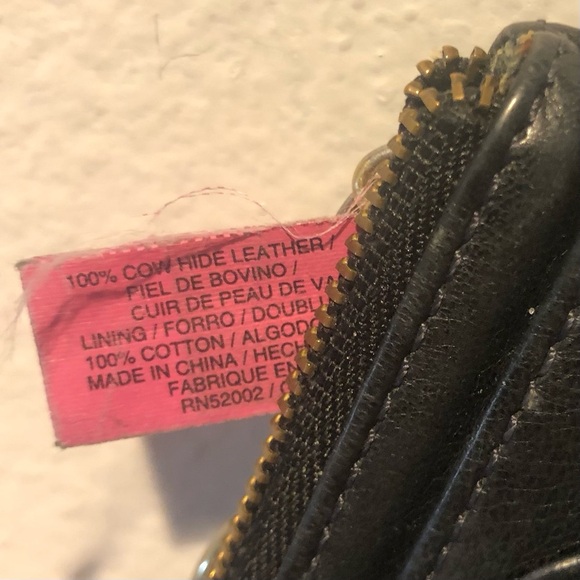 100% COW HIDE LEATHER /
PIEL DE BOVINO /
CUIR DE PEAU DE
LINING / FORRO /
100% COTTON /
MADE IN CHINA /
FABRIQUE EN
RN52002 /